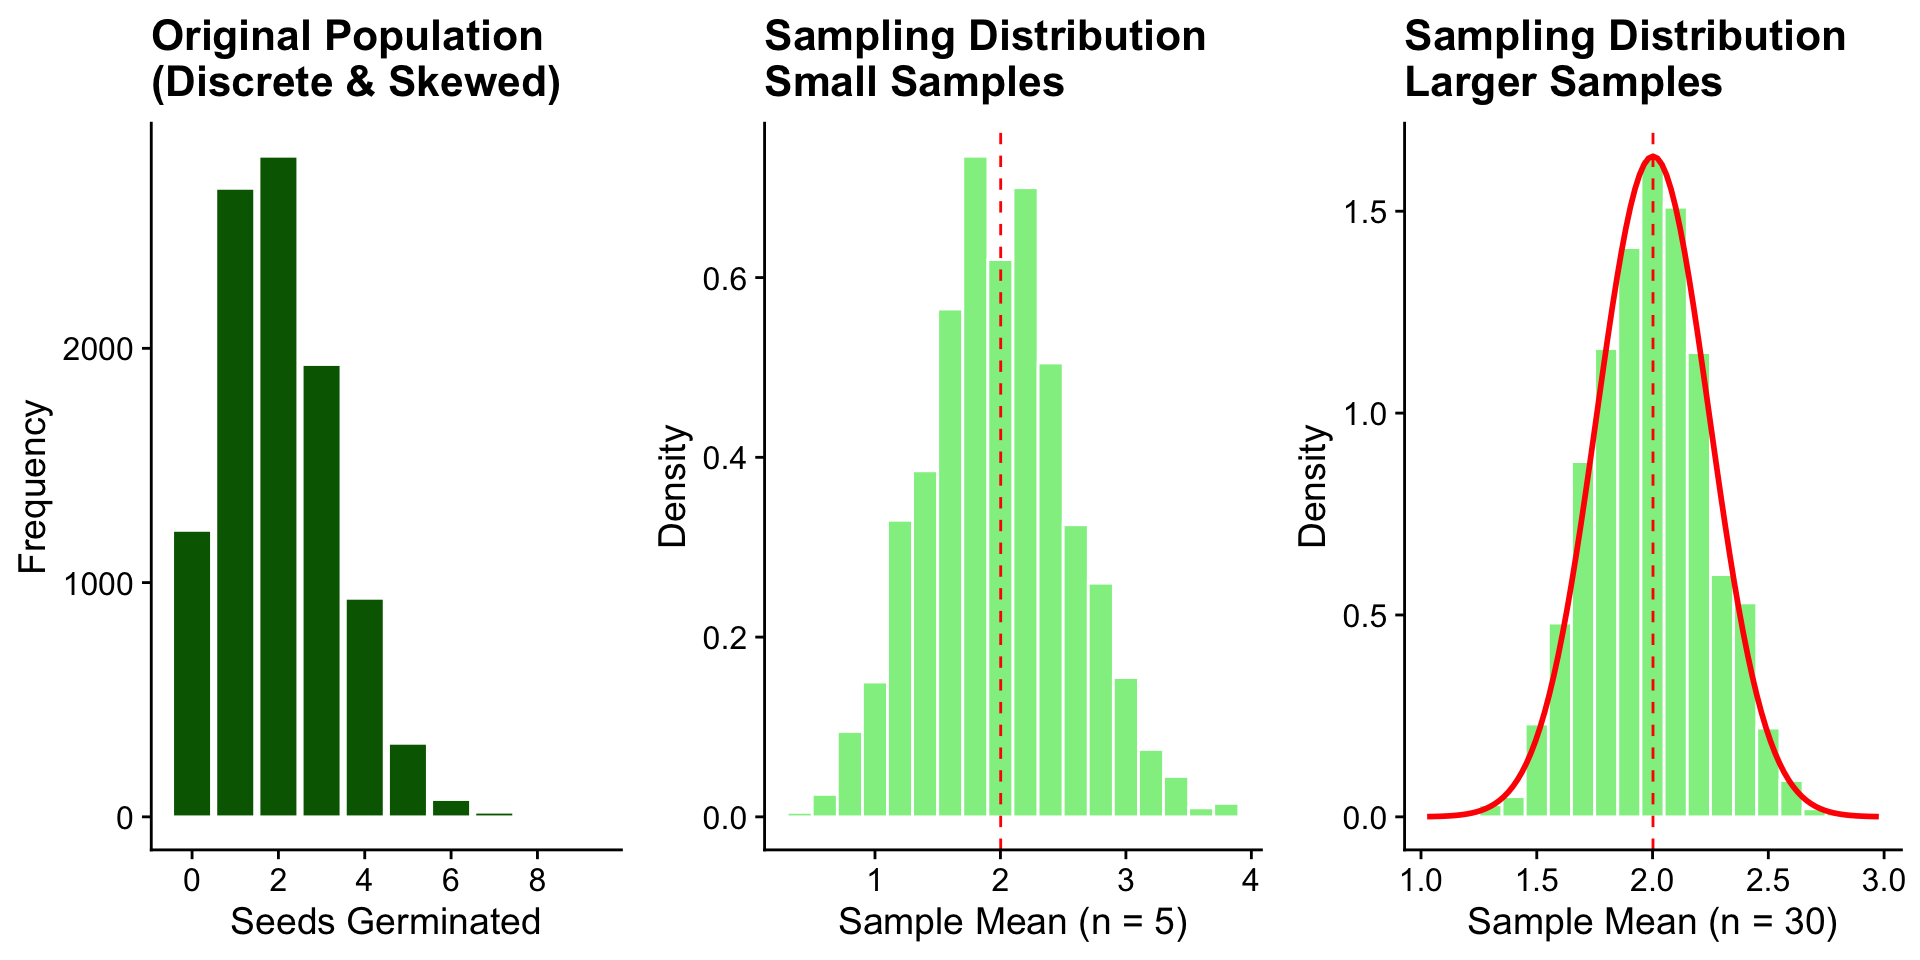 Original Population
(Discrete & Skewed)
Frequency
2000
1000
0
0 2 4 6 8
Seeds Germinated
Sampling Distribution
Small Samples
Density
0.6
0.4
0.2
0.0
1 2 3 4
Sample Mean (n = 5)
Sampling Distribution
Larger Samples
Density
1.5
1.0
0.5
0.0
1.0 1.5 2.0 2.5 3.0
Sample Mean (n = 30)